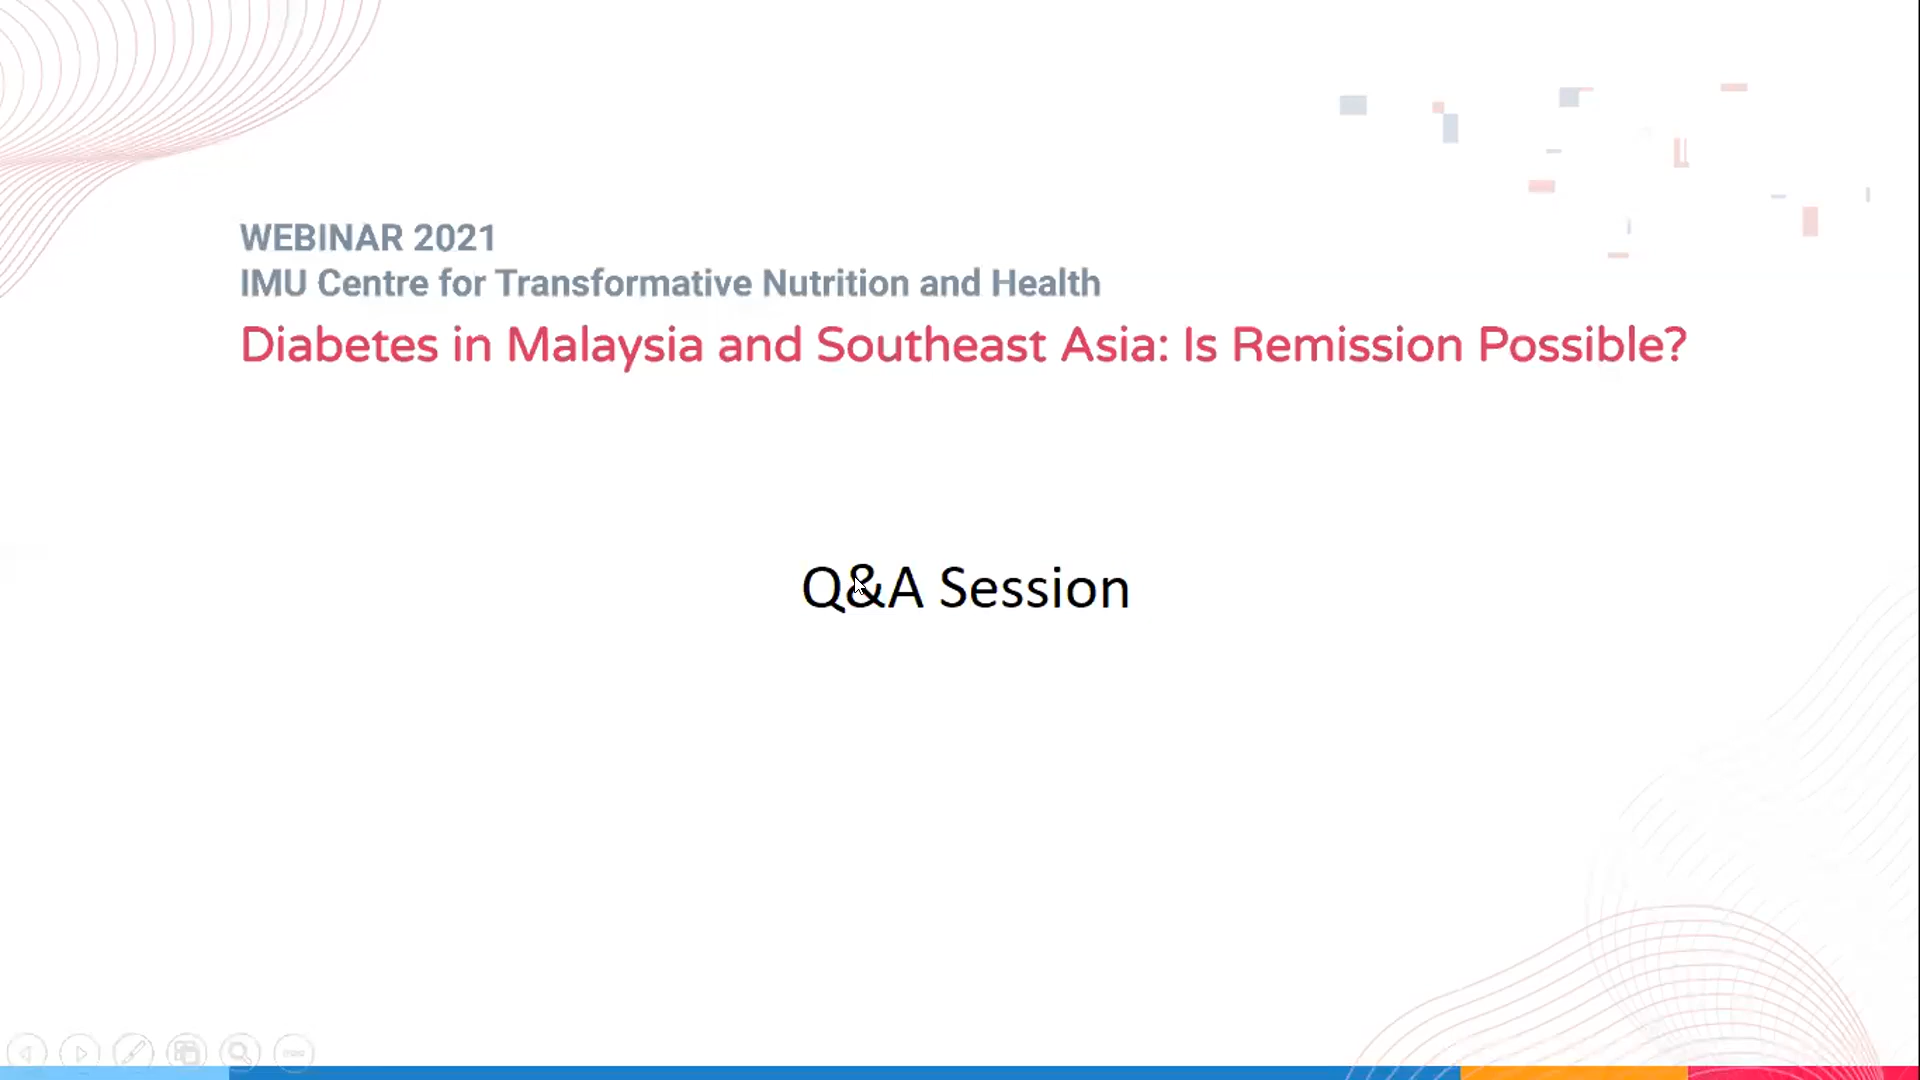 WEBINAR 2021
IMU Centre for Transformative Nutrition and Health
Diabetes in Malaysia and Southeast Asia: Is Remission Possible?
Q&A Session